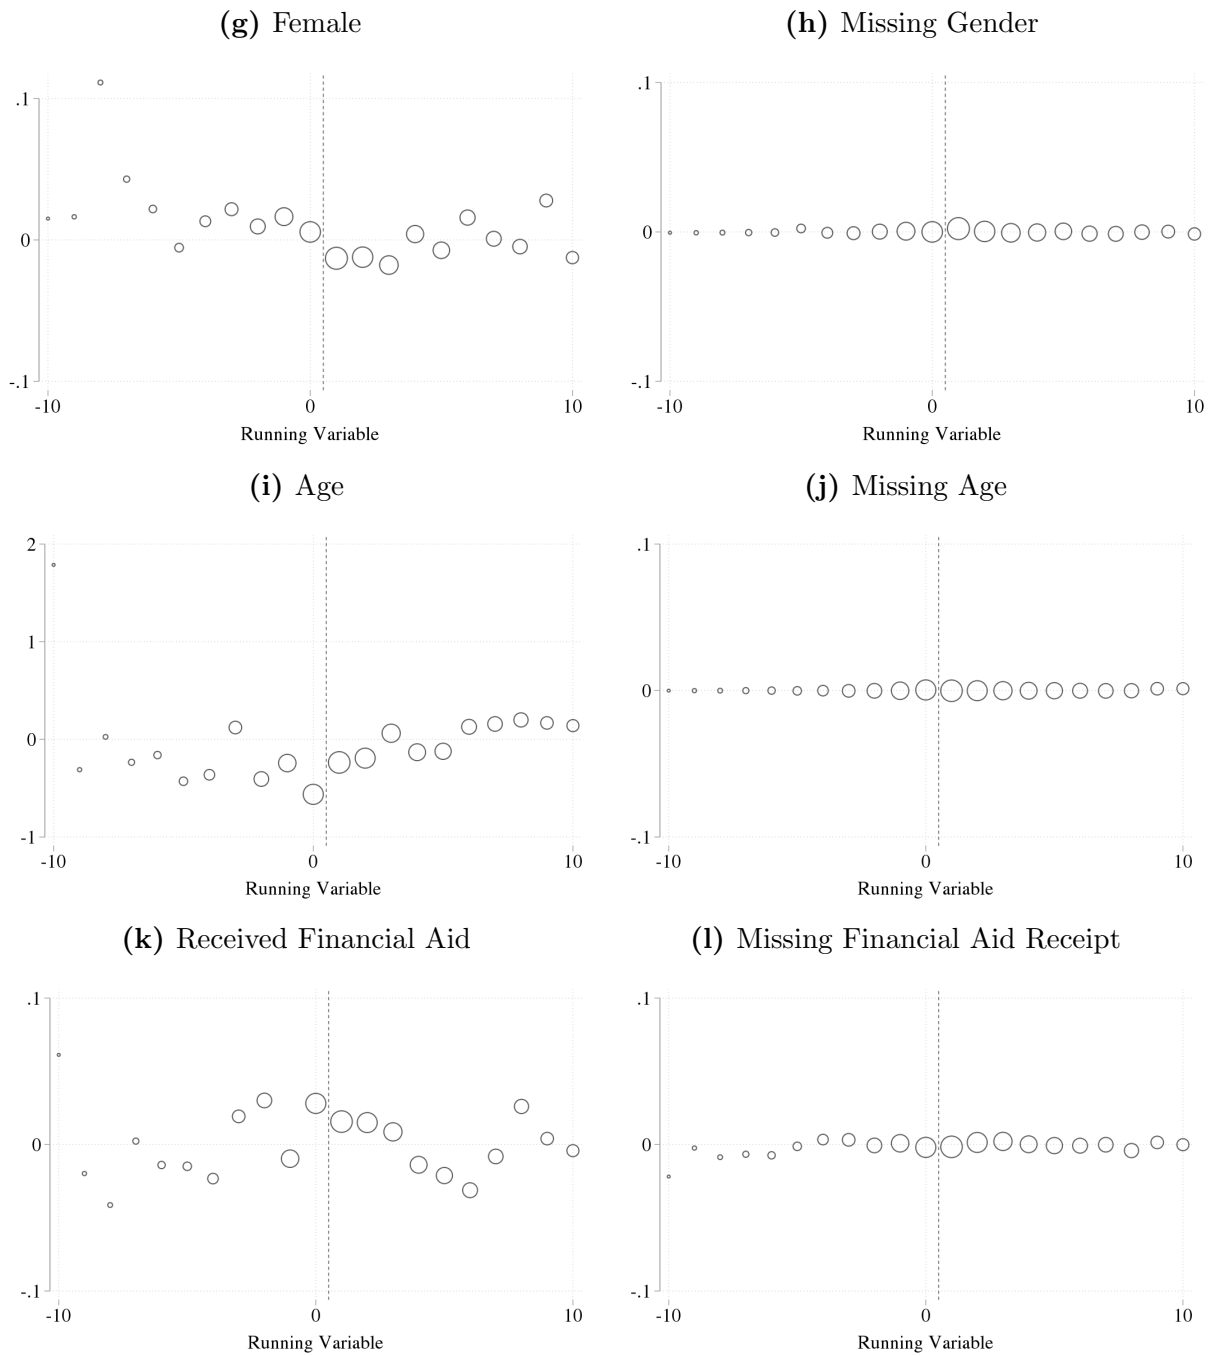 (g) Female
.1
0
-.1
-10 0 10
Running Variable
(h) Missing Gender
.1
0
-.1
-10 0 10
Running Variable
(i) Age
2
1
0
-1
-10 0 10
Running Variable
(j) Missing Age
.1
0
-.1
-10 0 10
Running Variable
(k) Received Financial Aid
.1
0
-.1
-10 0 10
Running Variable
(l) Missing Financial Aid Receipt
.1
0
-.1
-10 0 10
Running Variable